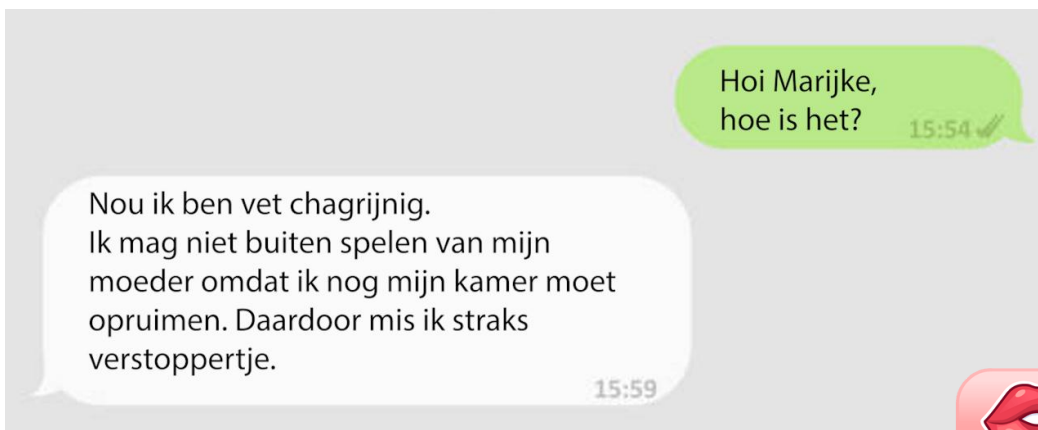 Hoi Marijke,
hoe is het?
15:54
Nou ik ben vet chagrijnig.
Ik mag niet buiten spelen van mijn
moeder omdat ik nog mijn kamer moet
opruimen. Daardoor mis ik straks
verstoppertje.
15:59